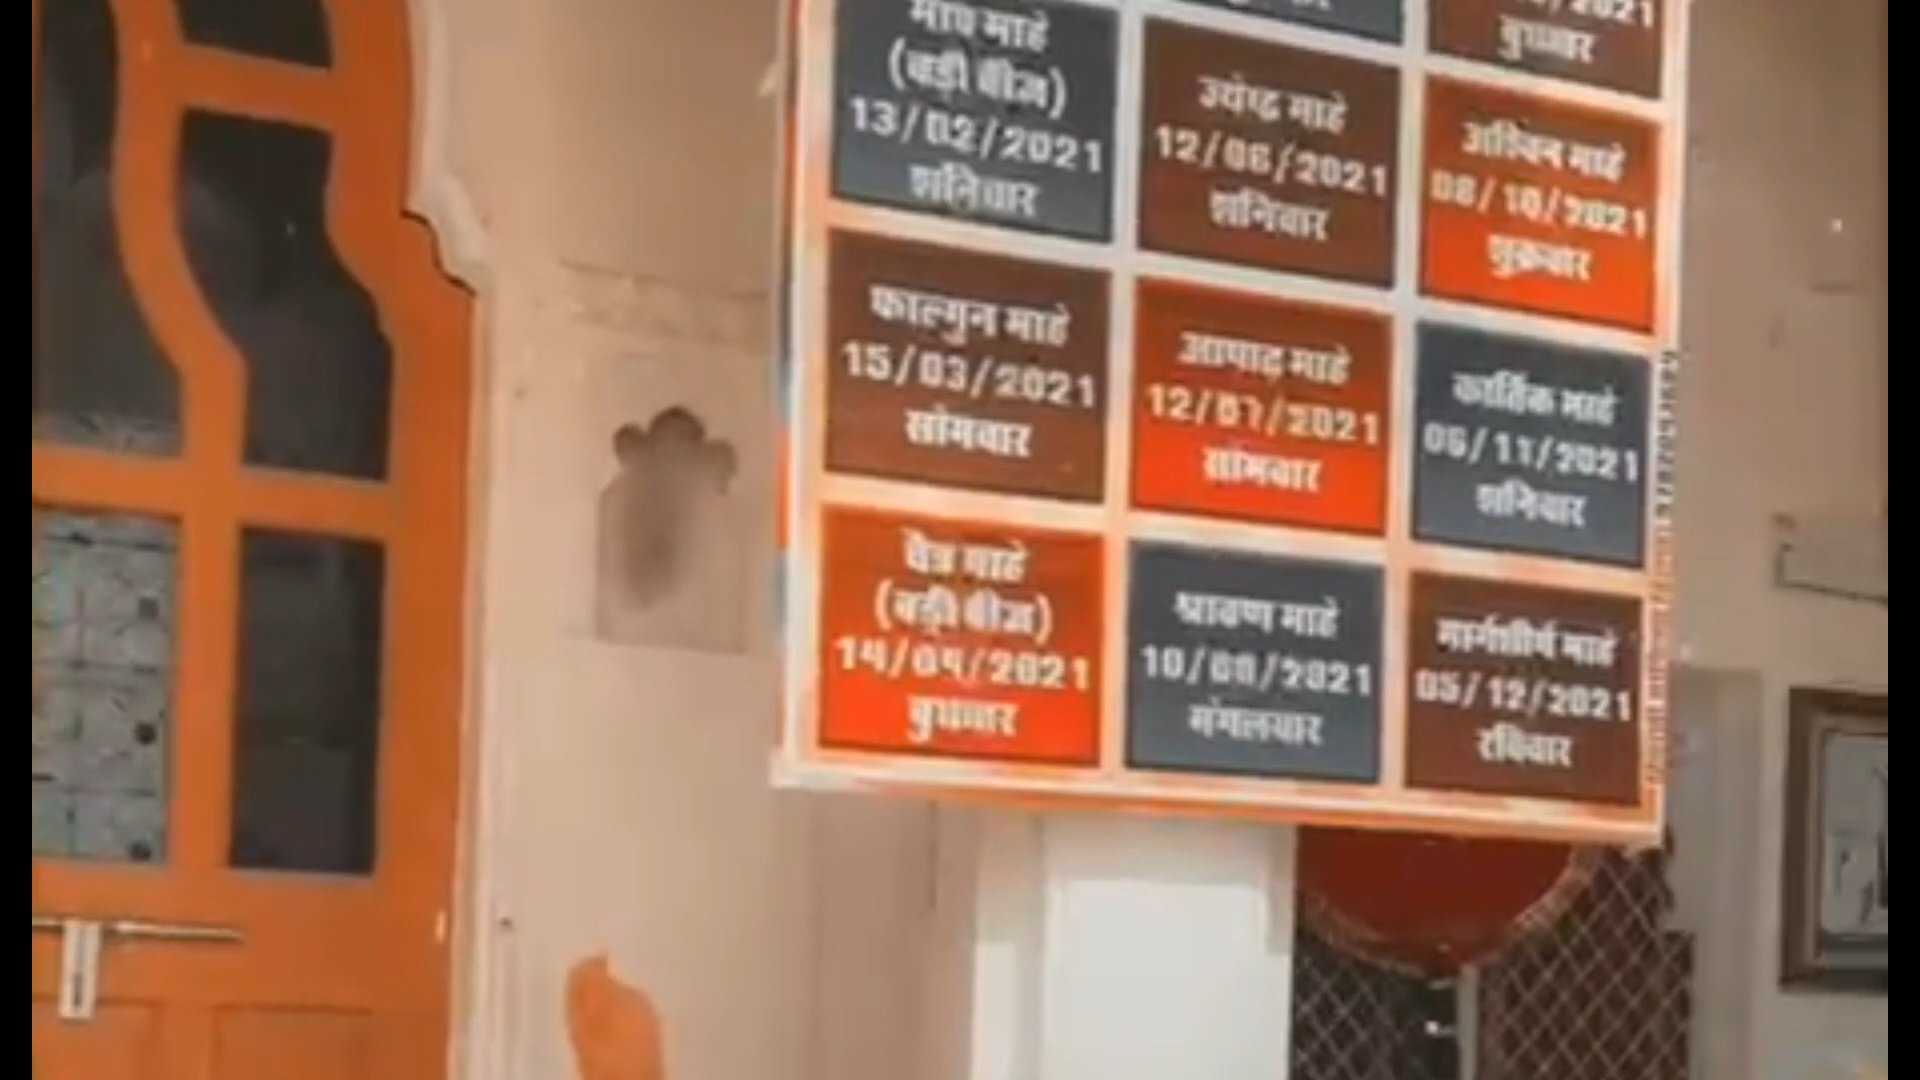 माघ माहे
(बड़ी बीज)
13/02/2021
शनिवार
फाल्गुन माहे
15/03/2021
सोमवार
चैत्र माहे
(बड़ी बीज)
14/04/2021
बुधवार
ज्येष्ठ माहे
12/06/2021
शनिवार
आषाढ़ माहे
12/07/2021
सोमवार
श्रावण माहे
10/08/2021
मंगलवार
/2021
बुधवार
अश्विन माहे
08/10/2021
शुक्रवार
कार्तिक माहे
06/11/2021
शनिवार
मार्गशीर्ष माहे
05/12/2021
रविवार